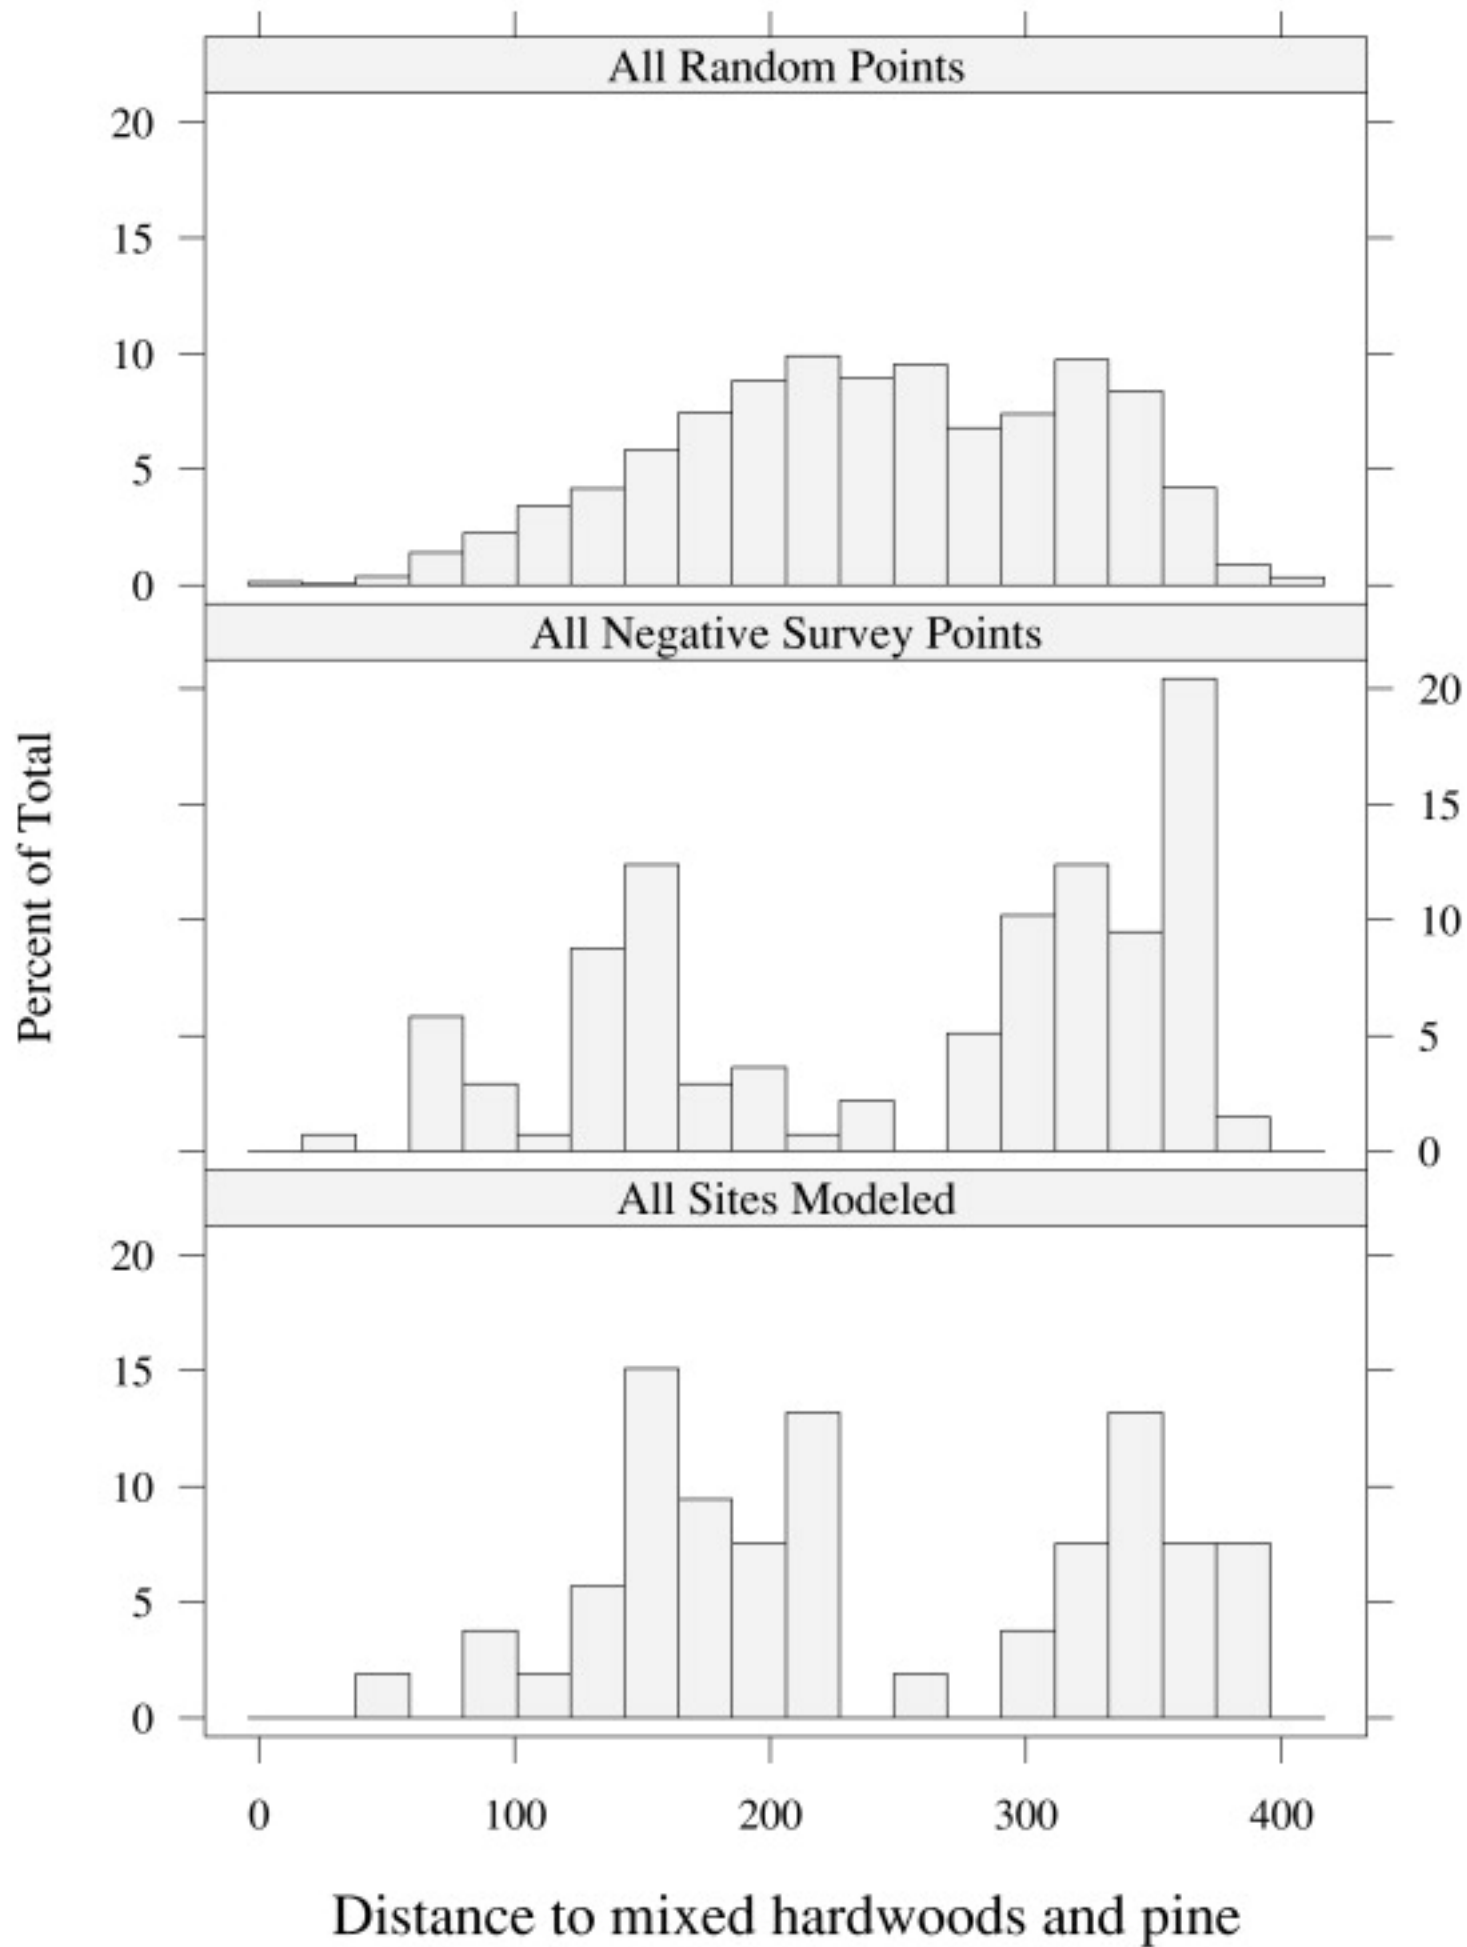 All Random Points
20
15
10
5
0
All Negative Survey Points
20
15
10
5
0
Percent of Total
All Sites Modeled
20
15
10
5
0
0 100 200 300 400
Distance to mixed hardwoods and pine